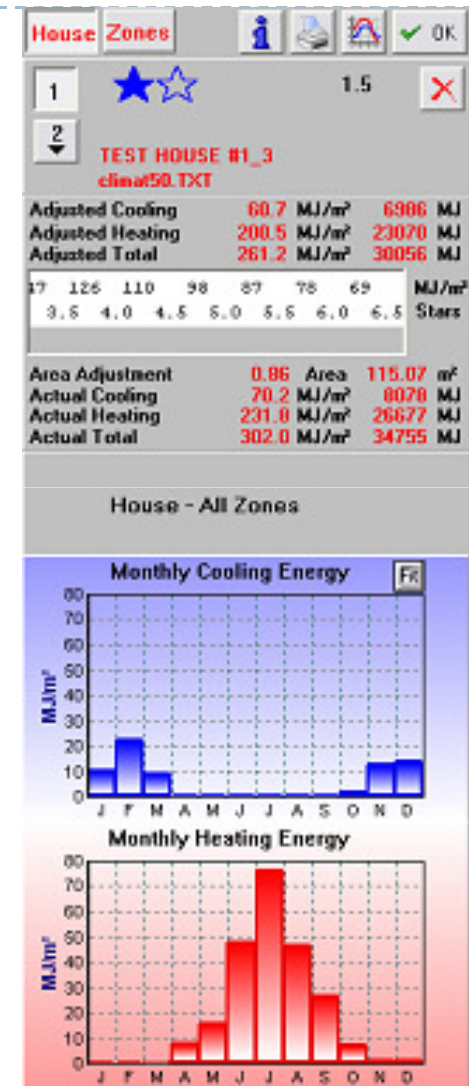 House Zones i OK
1 1.5
2
TEST HOUSE #1_3
climat50.TXT
Adjusted Cooling 60.7 MJ/m² 6986 MJ
Adjusted Heating 200.5 MJ/m² 23070 MJ
Adjusted Total 261.2 MJ/m² 30056 MJ
126 110 98 87 78 69 MJ/m²
3.5 4.0 4.5 5.0 5.5 6.0 6.5 Stars
Area Adjustment 0.86 Area 115.07 m²
Actual Cooling 70.2 MJ/m² 8078 MJ
Actual Heating 231.8 MJ/m² 26677 MJ
Actual Total 302.0 MJ/m² 34755 MJ
House - All Zones
Monthly Cooling Energy Fit
80
70
60
50
40
30
20
10
0
MJ/m²
J F M A M J J A S O N D
Monthly Heating Energy
80
70
60
50
40
30
20
10
0
MJ/m²
J F M A M J J A S O N D